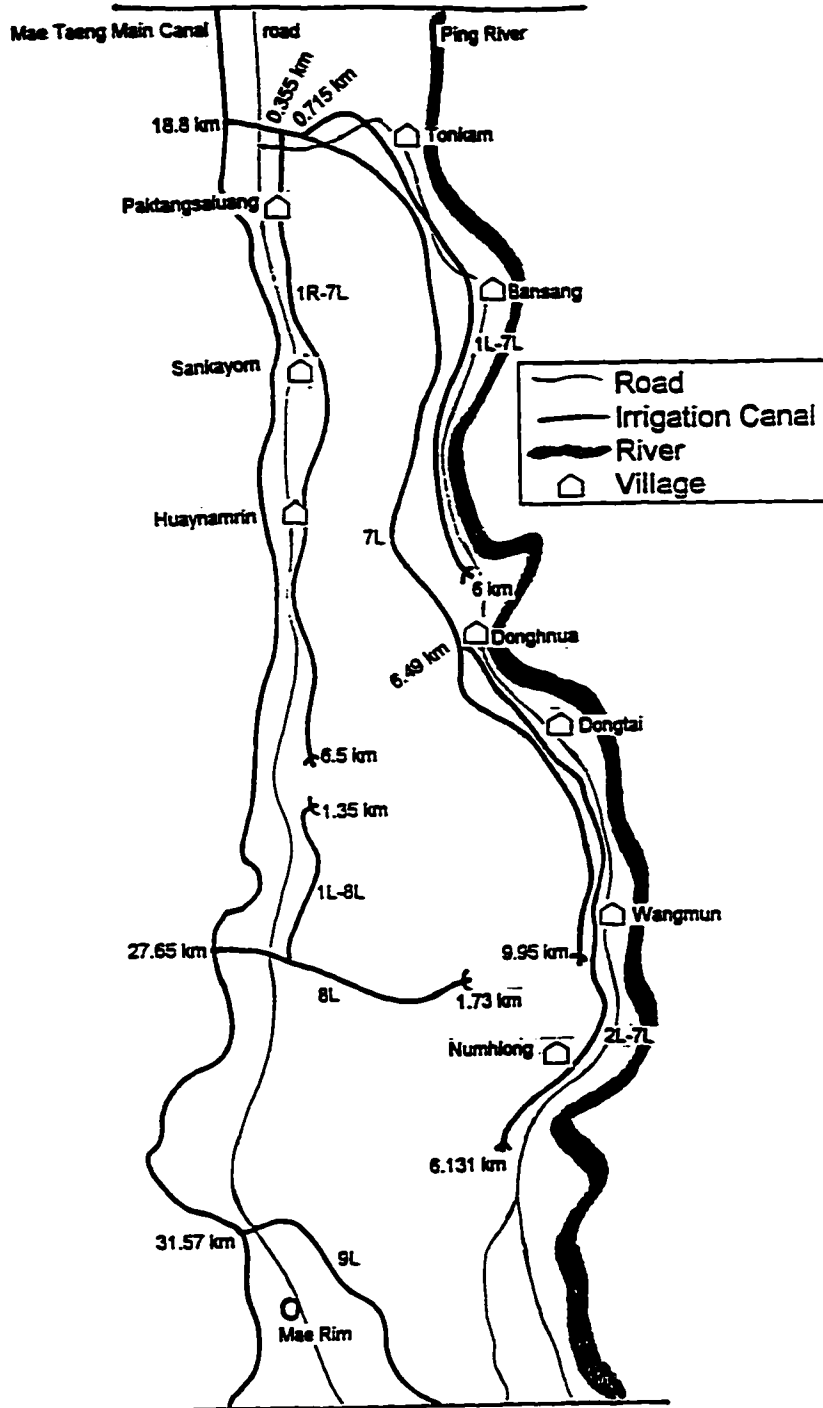 Mae Taeng Main Canal
road
Ping River
0.355 km
0.715 km
18.8 km
Tonkam
Paktangsaluang
1R-7L
Bansang
1L-7L
Sankayom
Road
Irrigation Canal
River
Village
Huaynamrin
7L
6 km
Donghnua
6.49 km
Dongtai
6.5 km
1.35 km
1L-8L
Wangmun
27.65 km
9.95 km
8L
1.73 km
2L-7L
Numhlong
6.131 km
31.57 km
9L
Mae Rim